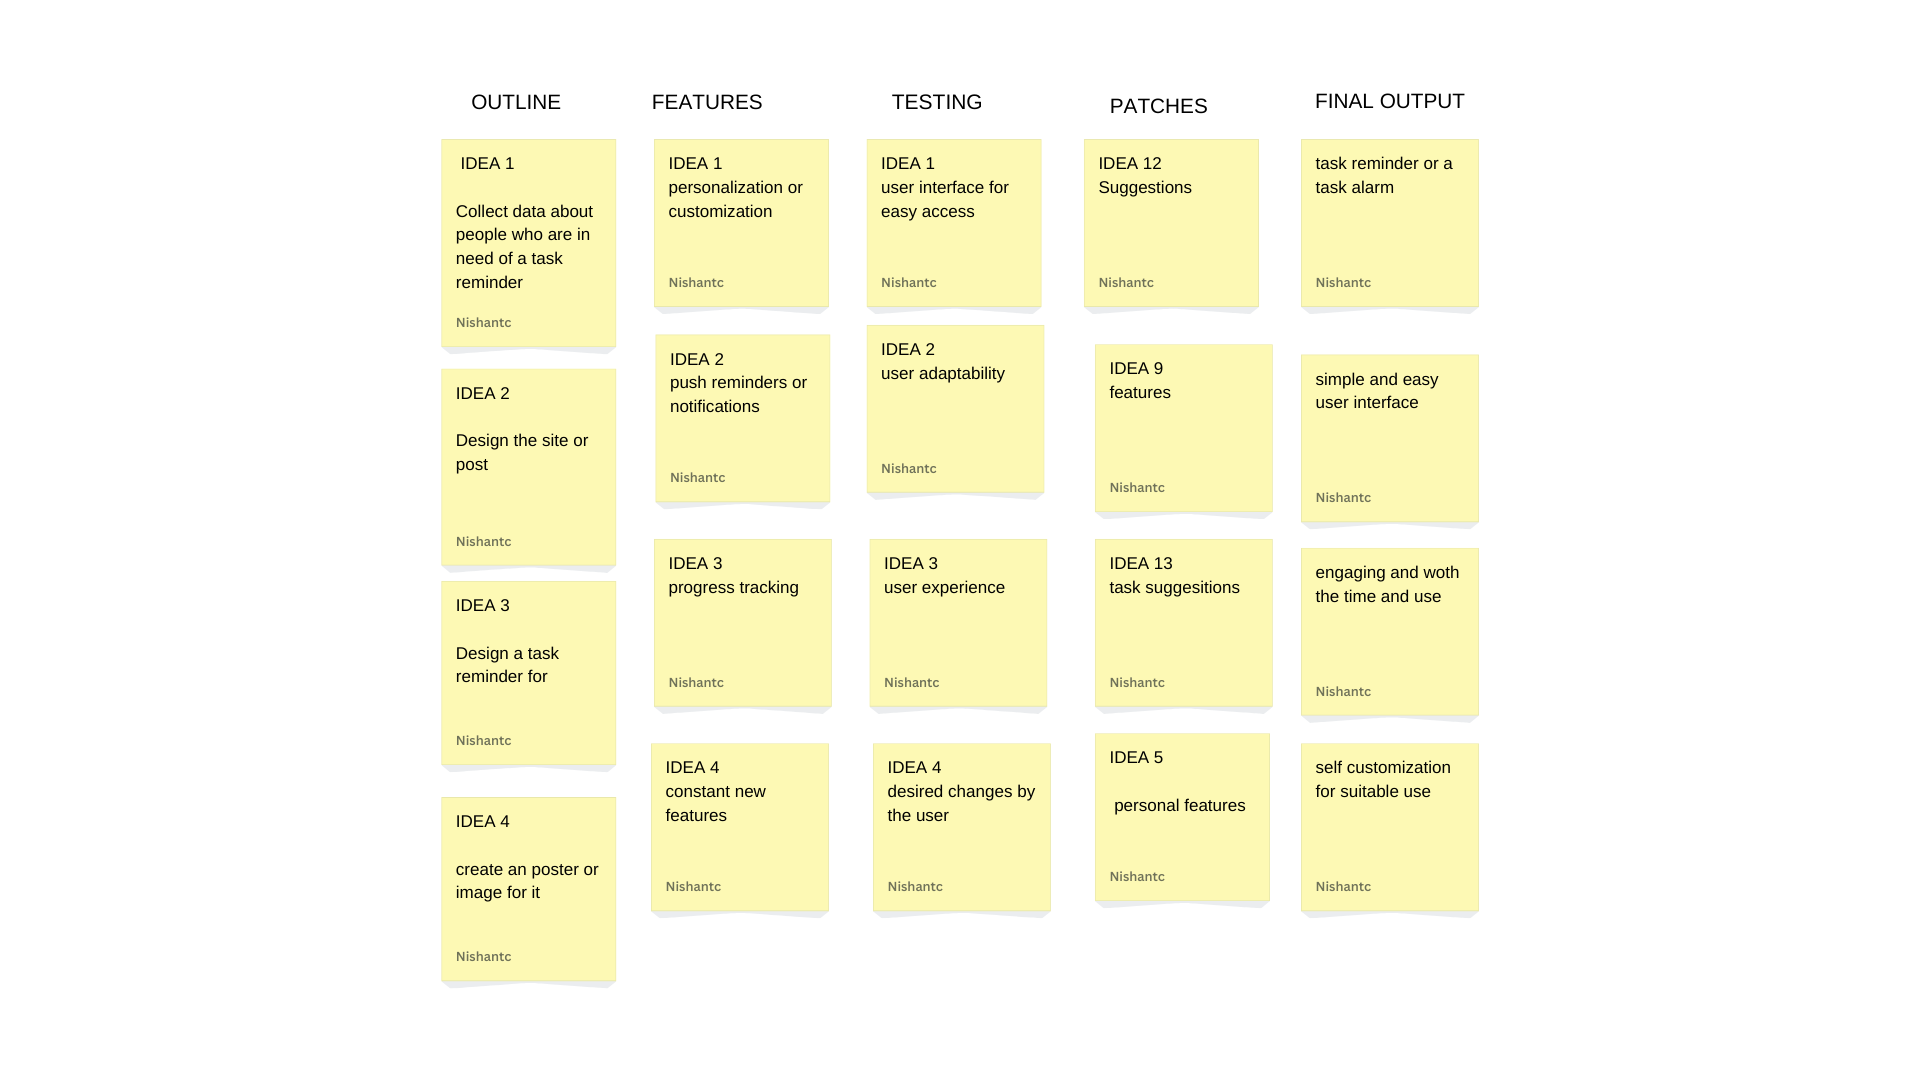 OUTLINE
FEATURES
TESTING
PATCHES
FINAL OUTPUT
IDEA 1
Collect data about
people who are in
need of a task
reminder
Nishantc
IDEA 2
Design the site or
post
Nishantc
IDEA 3
Design a task
reminder for
Nishantc
IDEA 4
create an poster or
image for it
Nishantc
IDEA 1
personalization or
customization
Nishantc
IDEA 2
push reminders or
notifications
Nishantc
IDEA 3
progress tracking
Nishantc
IDEA 4
constant new
features
Nishantc
IDEA 1
user interface for
easy access
Nishantc
IDEA 2
user adaptability
Nishantc
IDEA 3
user experience
Nishantc
IDEA 4
desired changes by
the user
Nishantc
IDEA 12
Suggestions
Nishantc
IDEA 9
features
Nishantc
IDEA 13
task suggesitions
Nishantc
IDEA 5
personal features
Nishantc
task reminder or a
task alarm
Nishantc
simple and easy
user interface
Nishantc
engaging and woth
the time and use
Nishantc
self customization
for suitable use
Nishantc